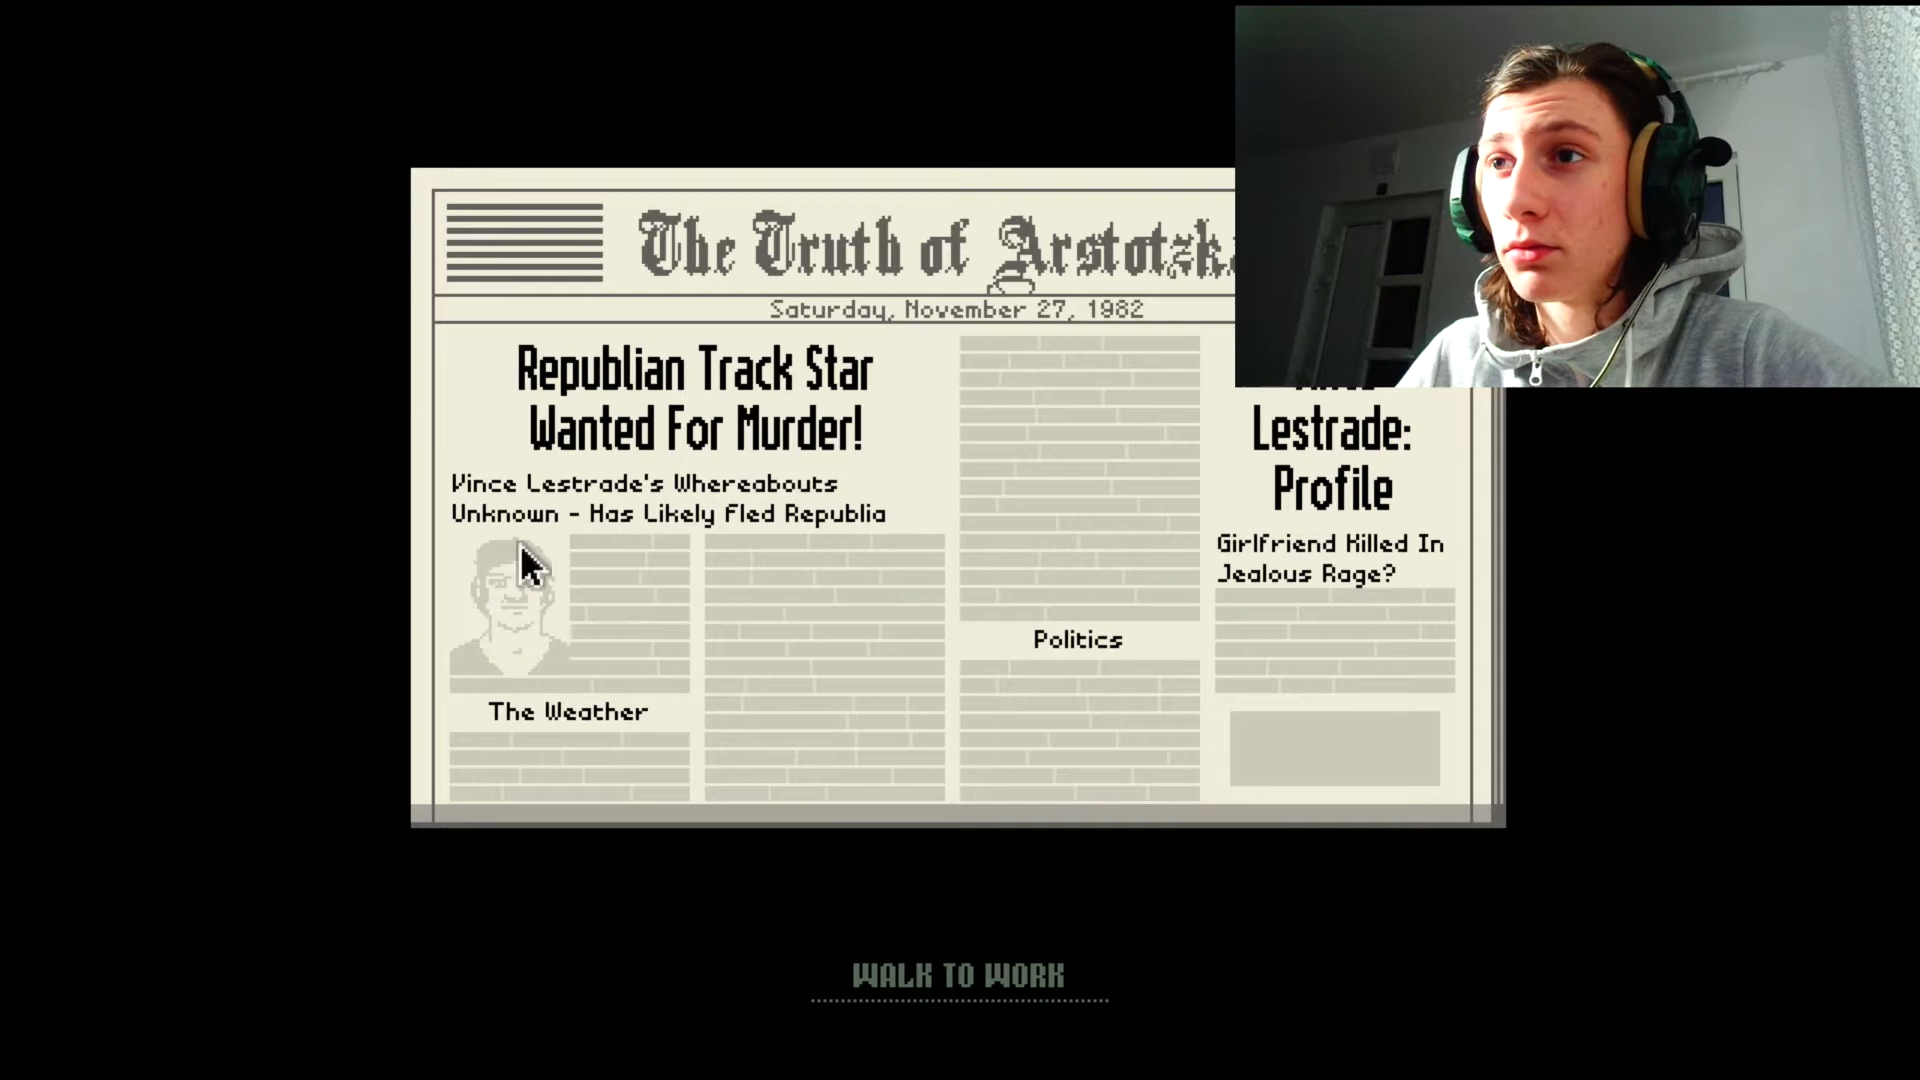 The Truth of Arstotzka
Saturday, November 27, 1982
Republian Track Star
Wanted For Murder!
Vince Lestrade's Whereabouts
Unknown - Has Likely Fled Republia
The Weather
Politics
Lestrade:
Profile
Girlfriend Killed In
Jealous Rage?
WALK TO WORK